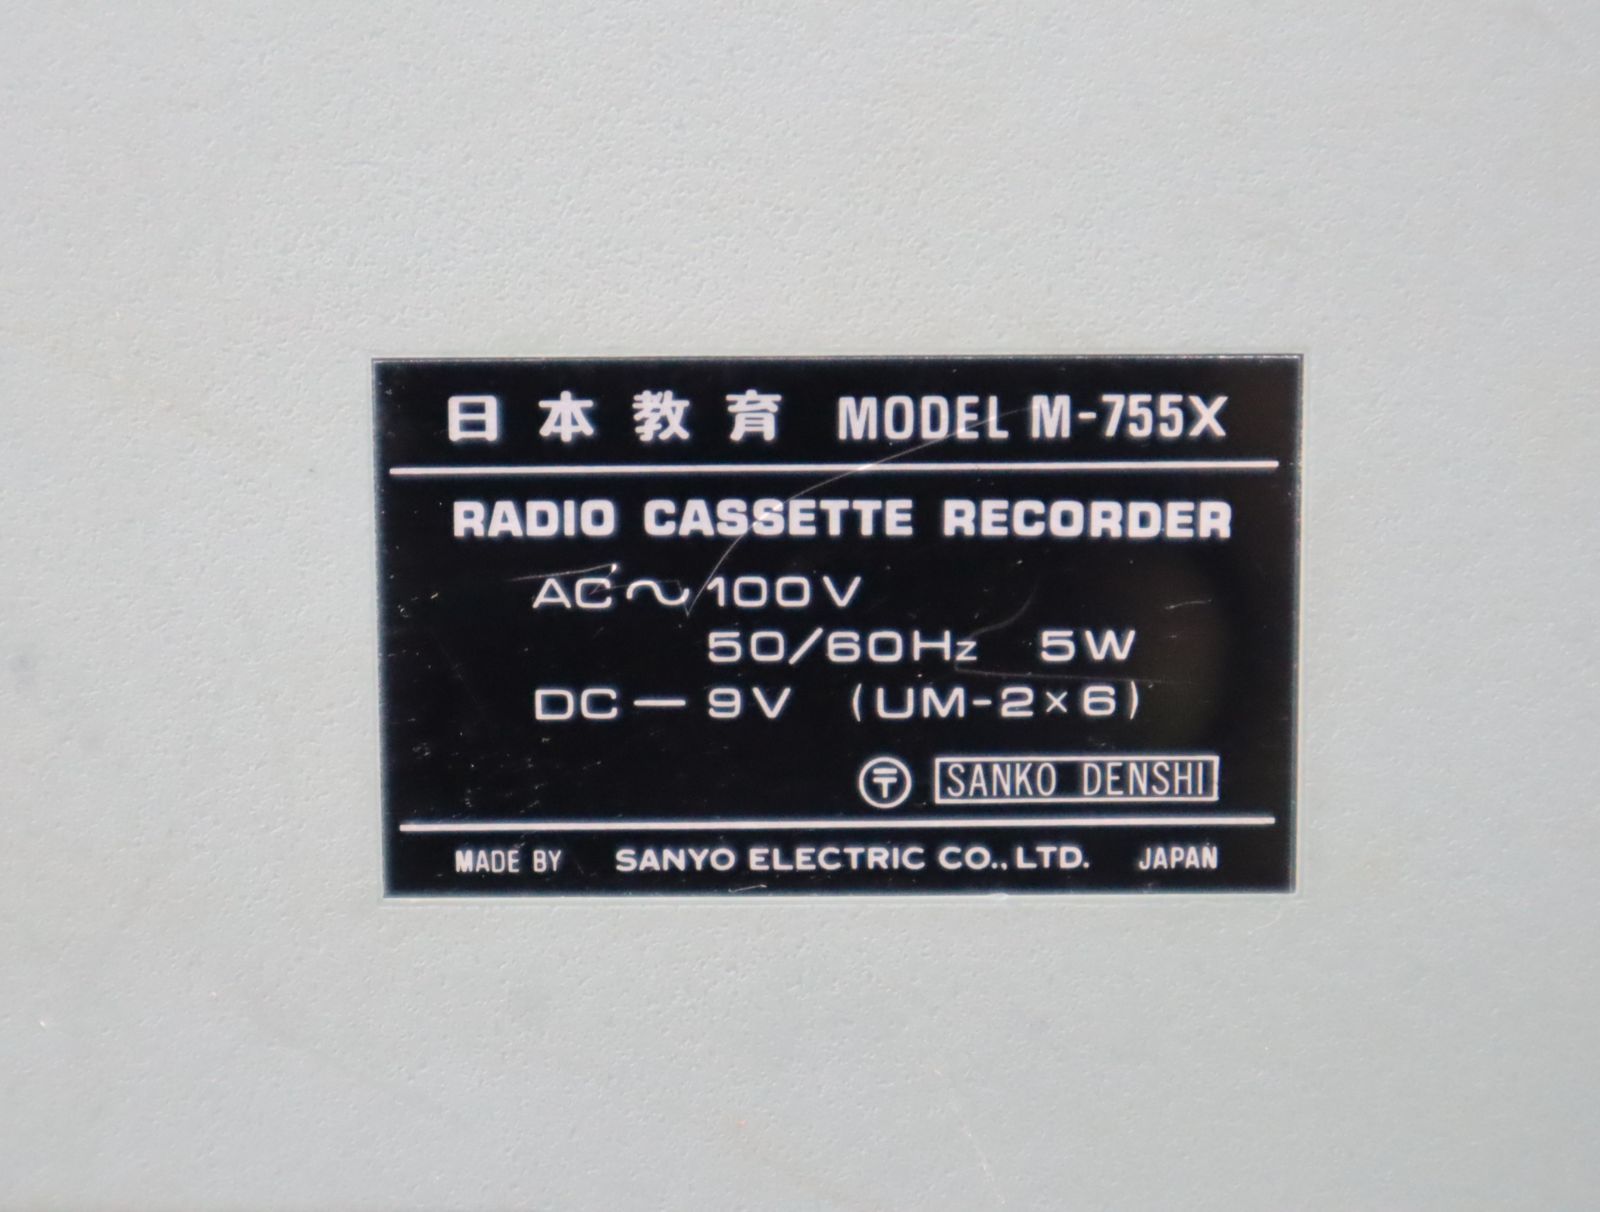 日本教育 MODEL M-755X
RADIO CASSETTE RECORDER
AC ~ 100V
50/60Hz 5W
DC — 9V (UM-2×6)
〶 SANKO DENSHI
MADE BY SANYO ELECTRIC CO., LTD. JAPAN